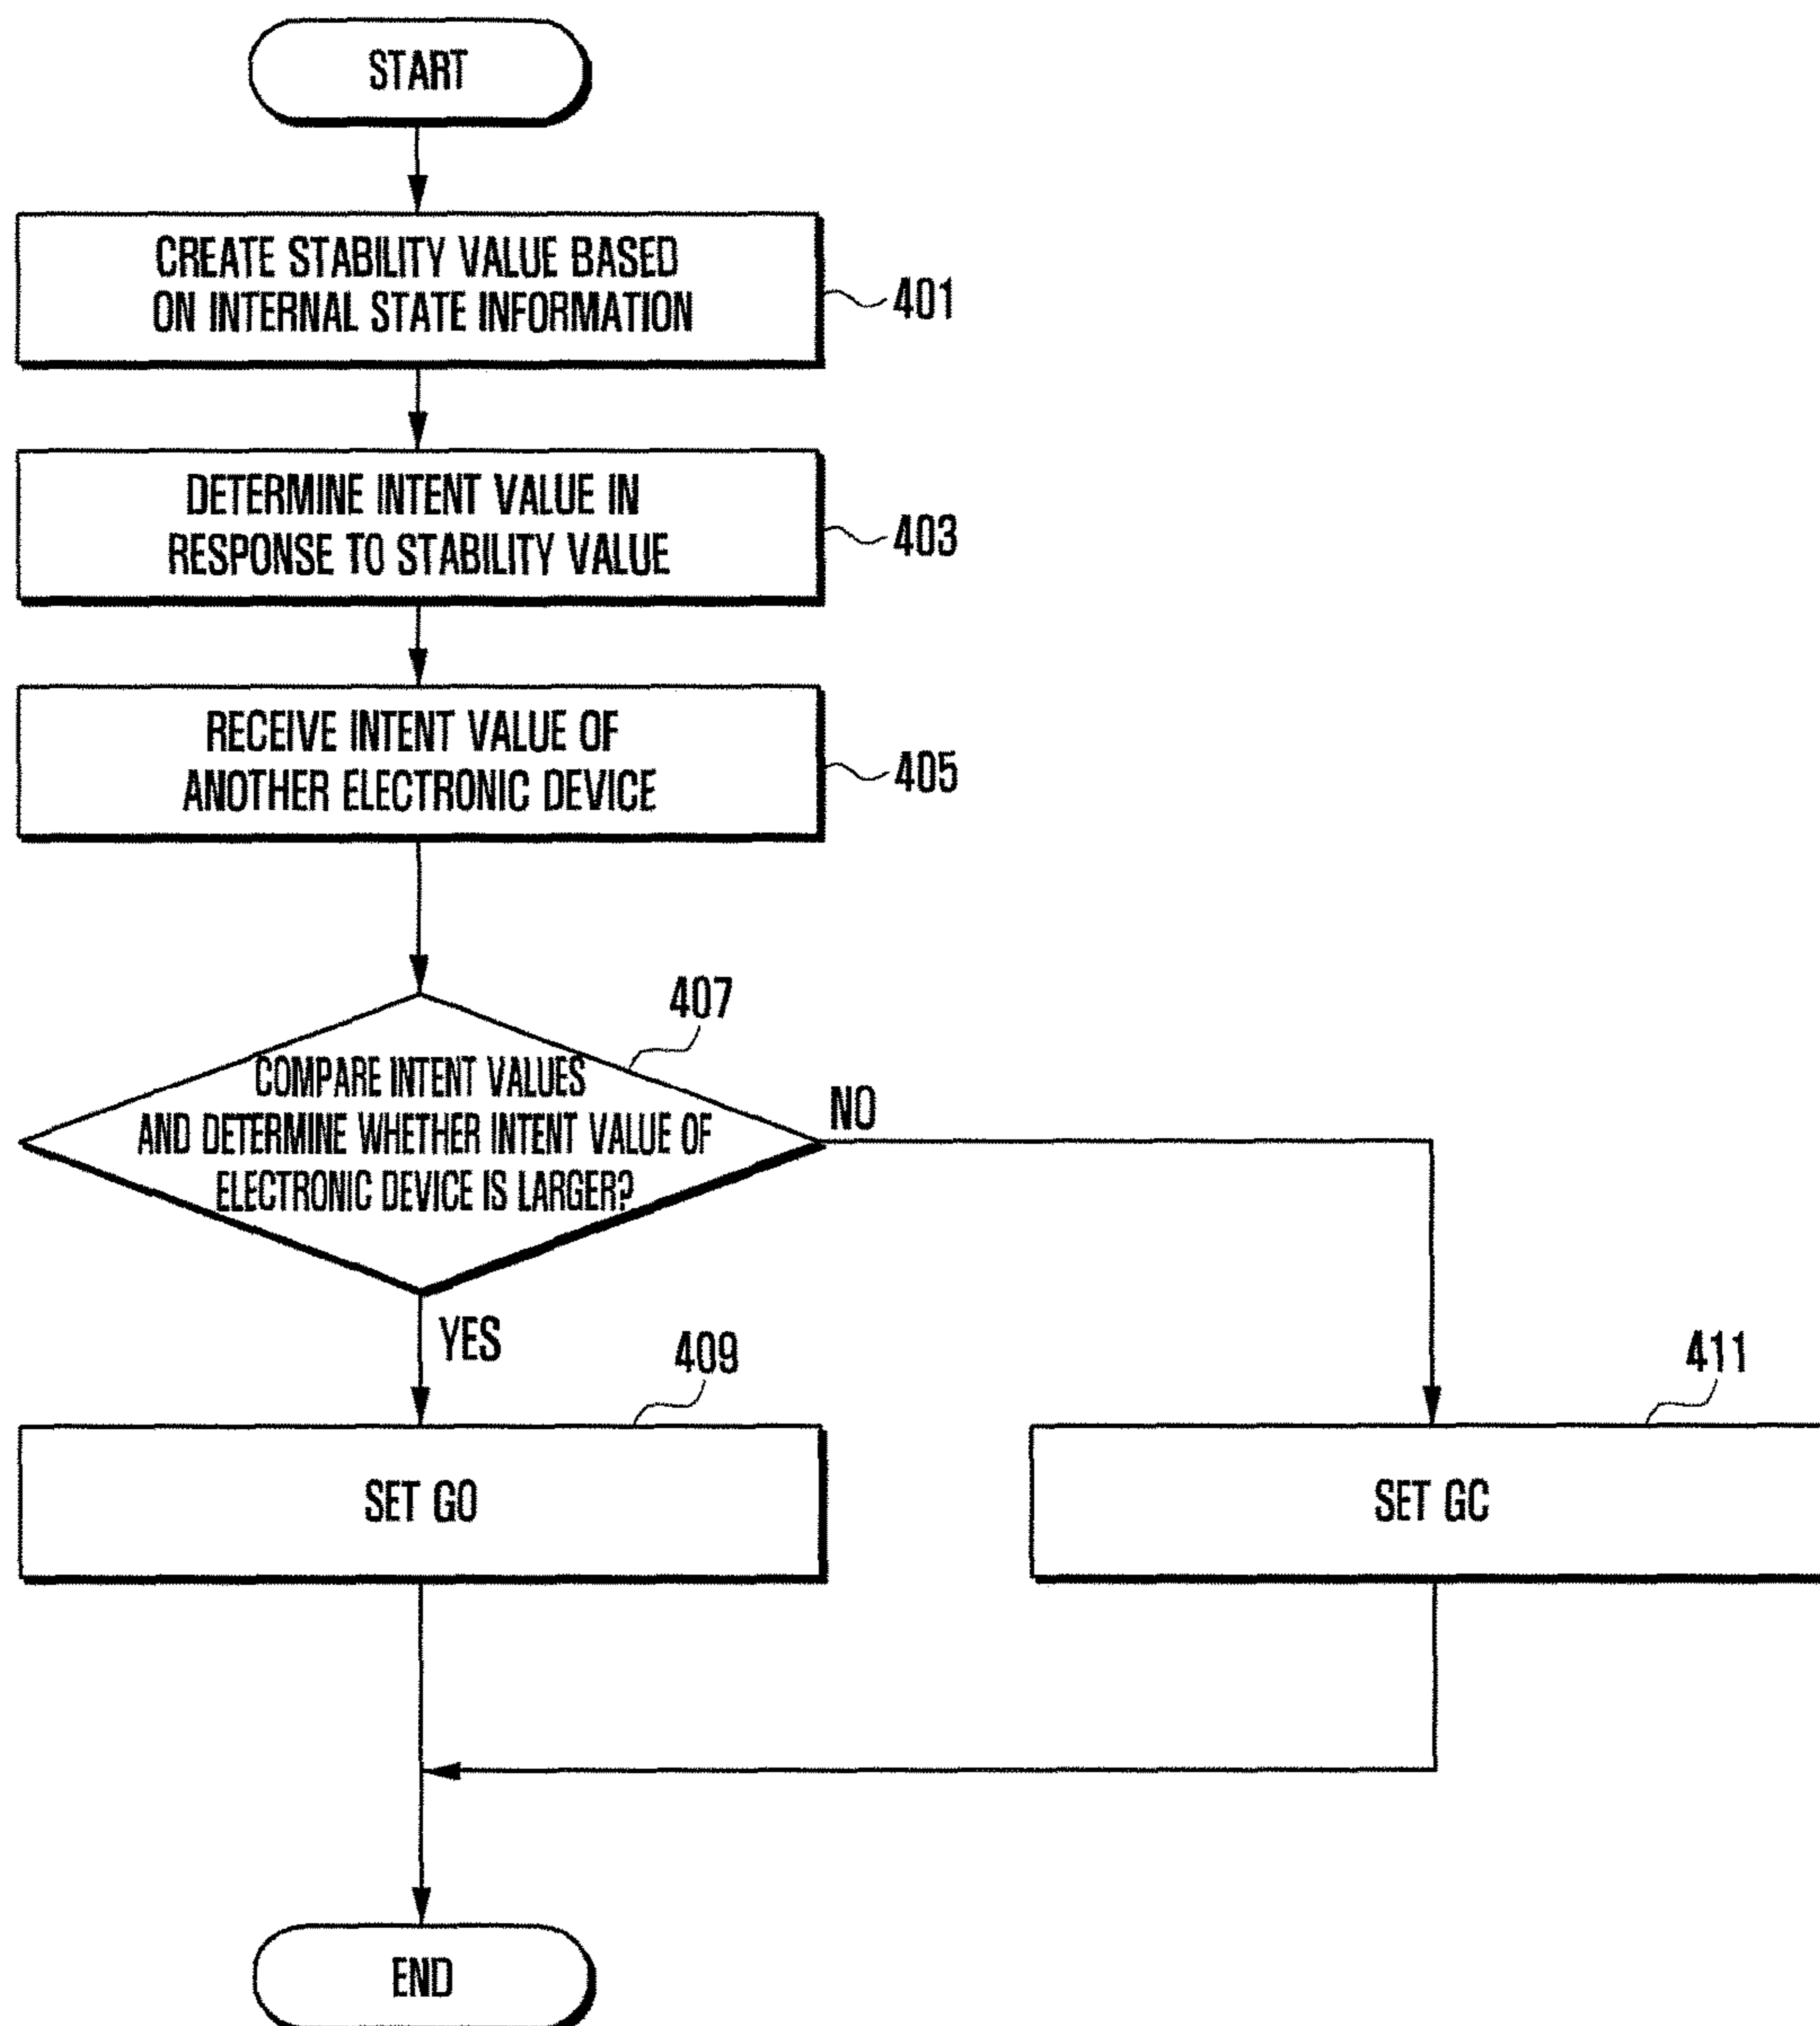 START
CREATE STABILITY VALUE BASED
ON INTERNAL STATE INFORMATION
401
DETERMINE INTENT VALUE IN
RESPONSE TO STABILITY VALUE
403
RECEIVE INTENT VALUE OF
ANOTHER ELECTRONIC DEVICE
405
407
COMPARE INTENT VALUES
AND DETERMINE WHETHER INTENT VALUE OF
ELECTRONIC DEVICE IS LARGER?
NO
YES
409
411
SET GO
SET GC
END